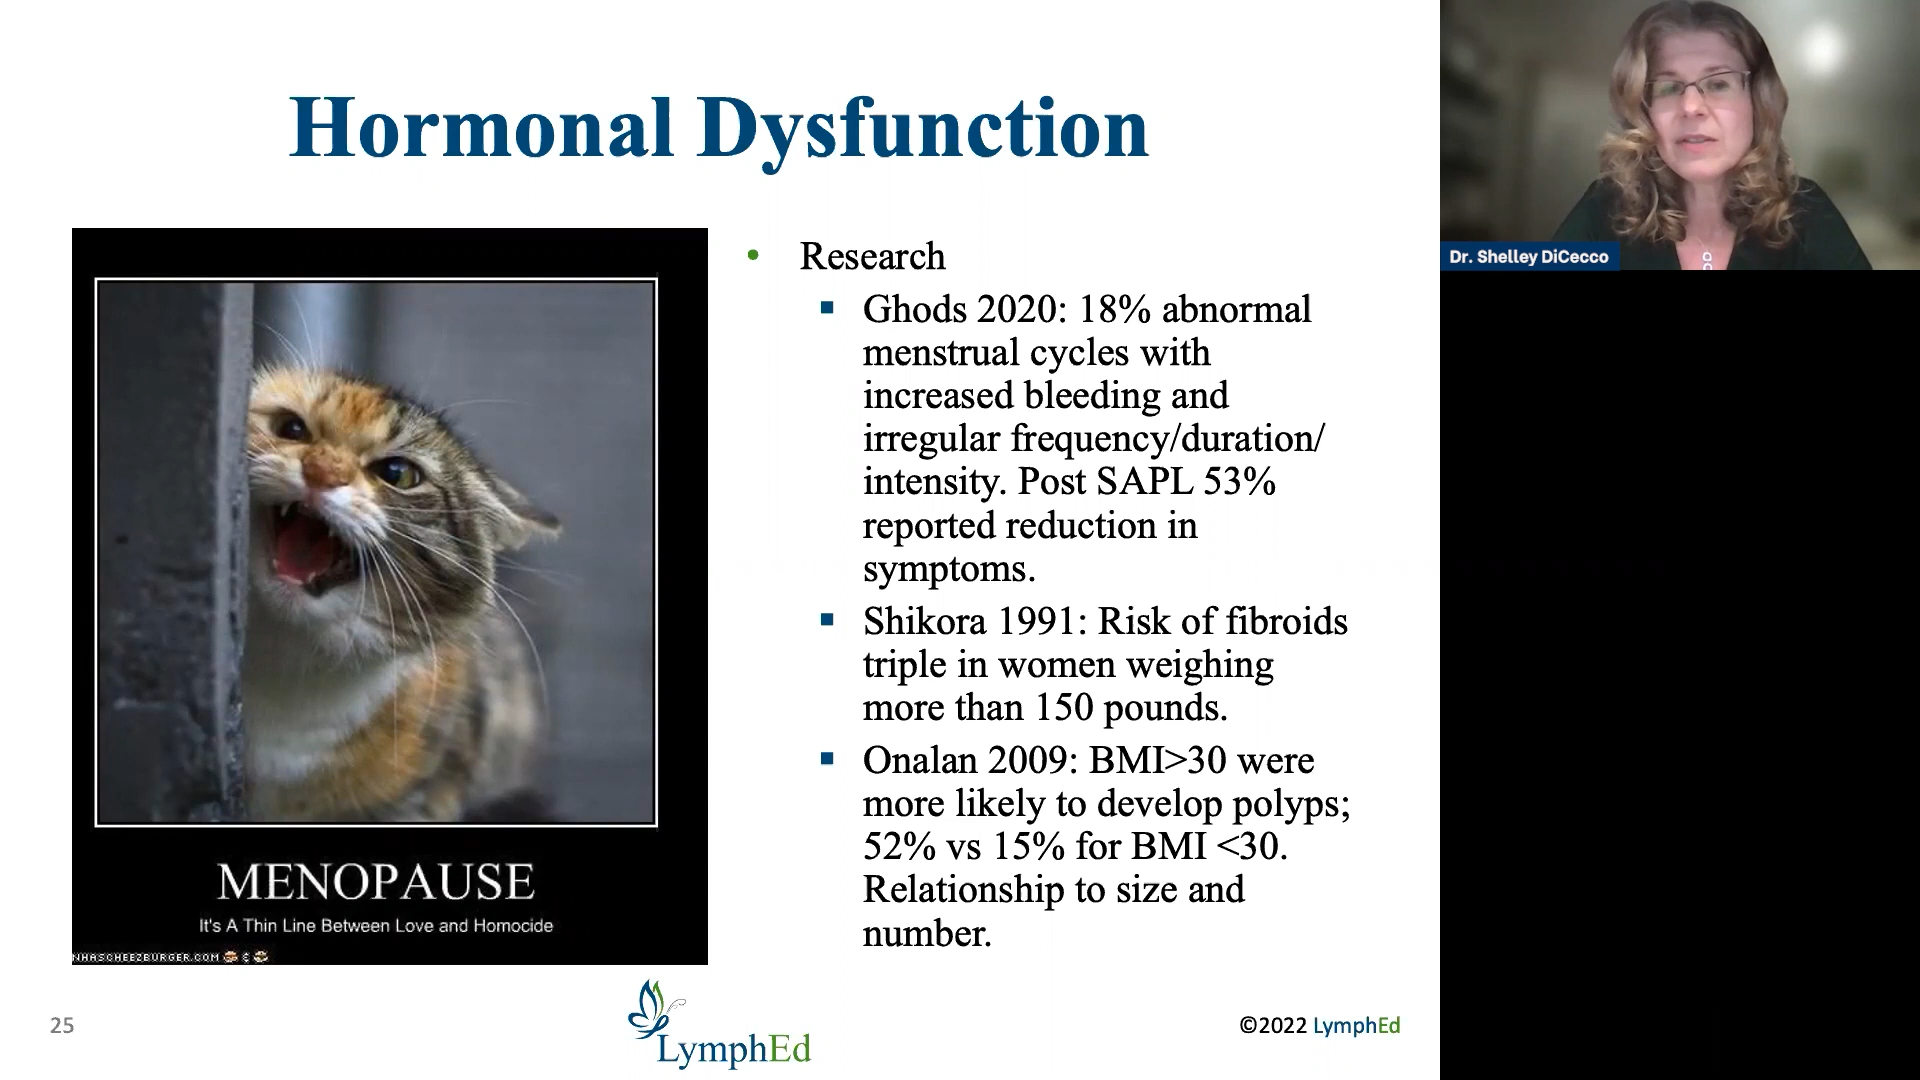 Hormonal Dysfunction
Dr. Shelley DiCecco
• Research
▪ Ghods 2020: 18% abnormal
menstrual cycles with
increased bleeding and
irregular frequency/duration/
intensity. Post SAPL 53%
reported reduction in
symptoms.
▪ Shikora 1991: Risk of fibroids
triple in women weighing
more than 150 pounds.
▪ Onalan 2009: BMI>30 were
more likely to develop polyps;
52% vs 15% for BMI <30.
Relationship to size and
number.
MENOPAUSE
It's A Thin Line Between Love and Homocide
NHASCHEEZBURGER.COM
25
LymphEd
©2022 LymphEd